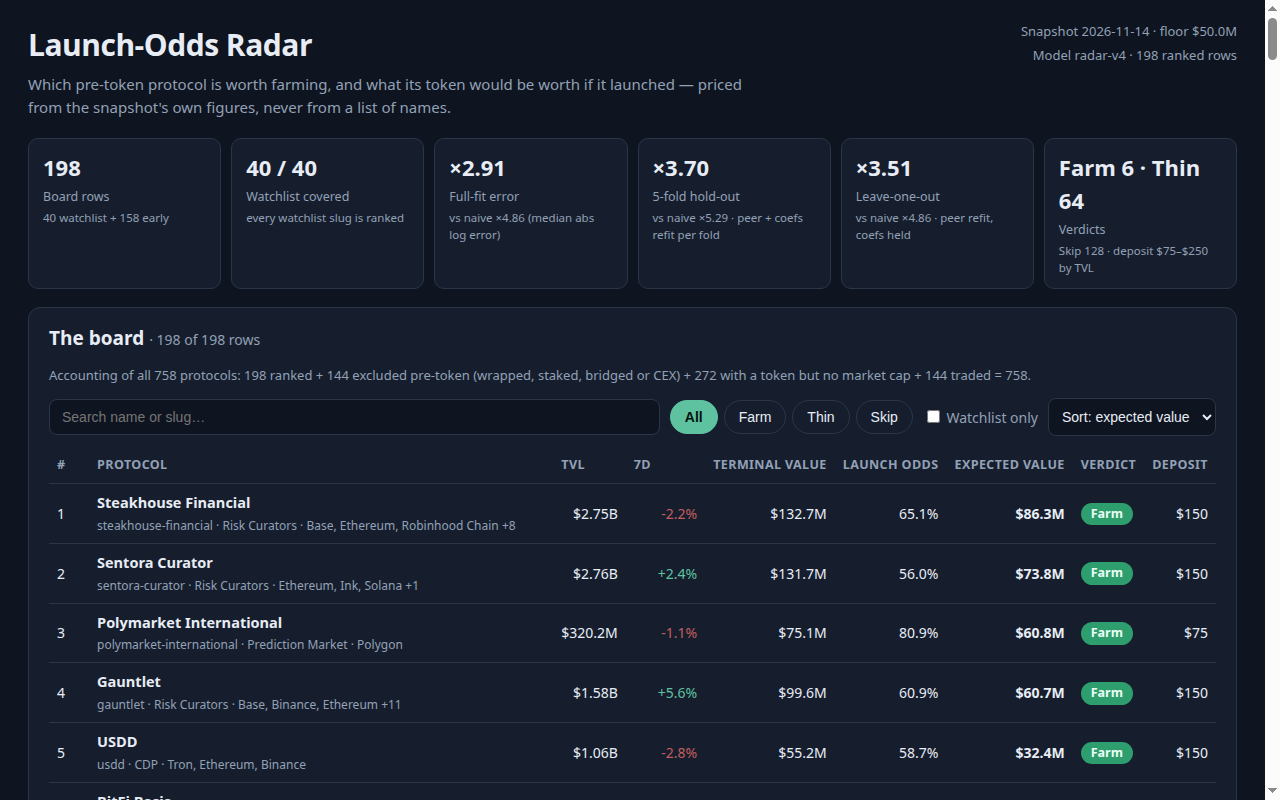 Launch-Odds Radar
Snapshot 2026-11-14 · floor $50.0M
Model radar-v4 · 198 ranked rows
Which pre-token protocol is worth farming, and what its token would be worth if it launched — priced
from the snapshot's own figures, never from a list of names.
198
Board rows
40 watchlist + 158 early
40 / 40
Watchlist covered
every watchlist slug is ranked
×2.91
Full-fit error
vs naive ×4.86 (median abs
log error)
×3.70
5-fold hold-out
vs naive ×5.29 · peer + coefs
refit per fold
×3.51
Leave-one-out
vs naive ×4.86 · peer refit,
coefs held
Farm 6 · Thin
64
Verdicts
Skip 128 · deposit $75–$250
by TVL
The board · 198 of 198 rows
Accounting of all 758 protocols: 198 ranked + 144 excluded pre-token (wrapped, staked, bridged or CEX) + 272 with a token but no market cap + 144 traded = 758.
Search name or slug… All Farm Thin Skip Watchlist only Sort: expected value
# PROTOCOL TVL 7D TERMINAL VALUE LAUNCH ODDS EXPECTED VALUE VERDICT DEPOSIT
1 Steakhouse Financial $2.75B -2.2% $132.7M 65.1% $86.3M Farm $150
steakhouse-financial · Risk Curators · Base, Ethereum, Robinhood Chain +8
2 Sentora Curator $2.76B +2.4% $131.7M 56.0% $73.8M Farm $150
sentora-curator · Risk Curators · Ethereum, Ink, Solana +1
3 Polymarket International $320.2M -1.1% $75.1M 80.9% $60.8M Farm $75
polymarket-international · Prediction Market · Polygon
4 Gauntlet $1.58B +5.6% $99.6M 60.9% $60.7M Farm $150
gauntlet · Risk Curators · Base, Binance, Ethereum +11
5 USDD $1.06B -2.8% $55.2M 58.7% $32.4M Farm $150
usdd · CDP · Tron, Ethereum, Binance